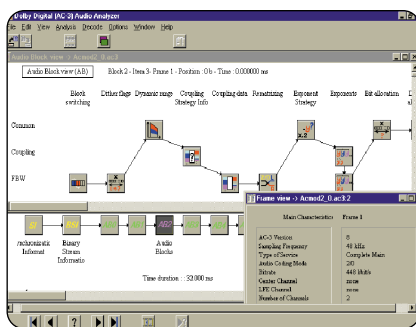 Dolby Digital (AC-3) Audio Analyzer
File Edit View Analysis Decode Options Window Help
Audio Block view -> Acmod2_0.ac3
Audio Block view (AB)
Block 2 - Item 3- Frame 1 - Position : 0 b - Time : 0.000000 ms
Block switching
Dither flags
Dynamic range
Coupling Strategy Info
Coupling data
Rematrixing
Exponent Strategy
Exponents
Bit allocation
Common
Coupling
FBW
Frame view -> Acmod2_0.ac3:2
Main Characteristics Frame 1
AC-3 Version 8
Sampling Frequency 48 kHz
Type of Service Complete Main
Audio Coding Mode 2/0
Bitrate 448 kbit/s
Center Channel none
LFE Channel none
Number of Channels 2
SI
BSI
AB2
ynchronizatic Informat
Binary Stream Informatio
Audio Blocks
Time duration : : 32.000 ms